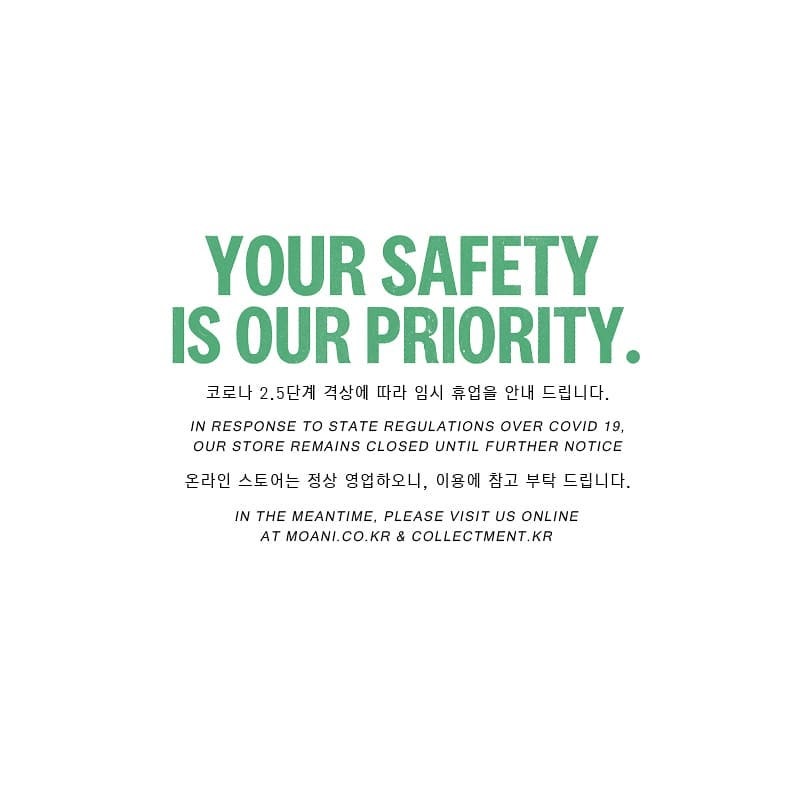 YOUR SAFETY
IS OUR PRIORITY.
코로나 2.5단계 격상에 따라 임시 휴업을 안내 드립니다.
IN RESPONSE TO STATE REGULATIONS OVER COVID 19,
OUR STORE REMAINS CLOSED UNTIL FURTHER NOTICE
온라인 스토어는 정상 영업하오니, 이용에 참고 부탁 드립니다.
IN THE MEANTIME, PLEASE VISIT US ONLINE
AT MOANI.CO.KR & COLLECTMENT.KR